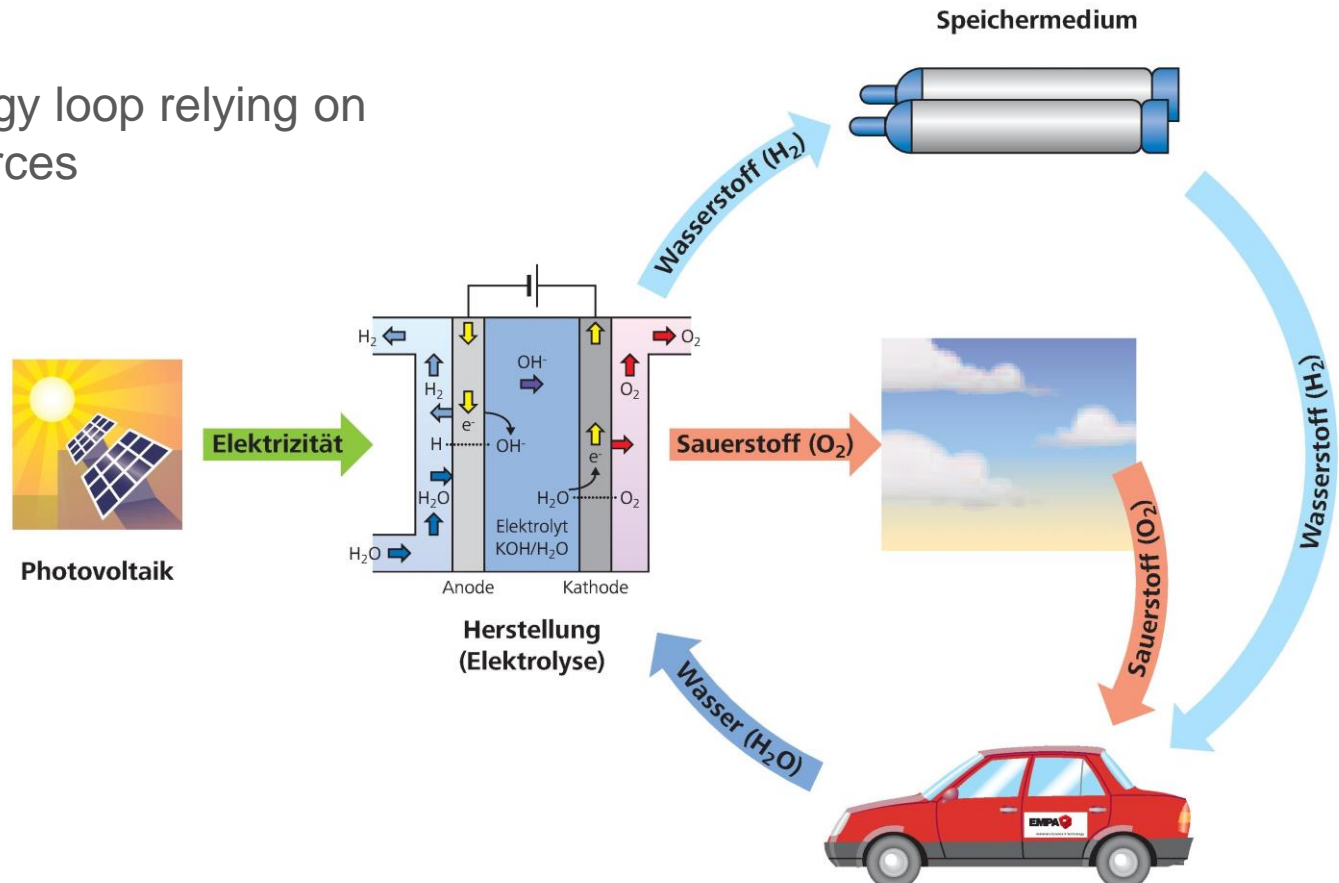 gy loop relying on
rces
Speichermedium
Wasserstoff (H₂)
Wasserstoff (H₂)
H₂
O₂
OH⁻
H₂
O₂
e⁻
Elektrizität
Sauerstoff (O₂)
H
OH⁻
e⁻
H₂O
H₂O
O₂
Elektrolyt
KOH/H₂O
H₂O
Photovoltaik
Anode
Kathode
Herstellung
(Elektrolyse)
Sauerstoff (O₂)
Wasser (H₂O)
EMPA